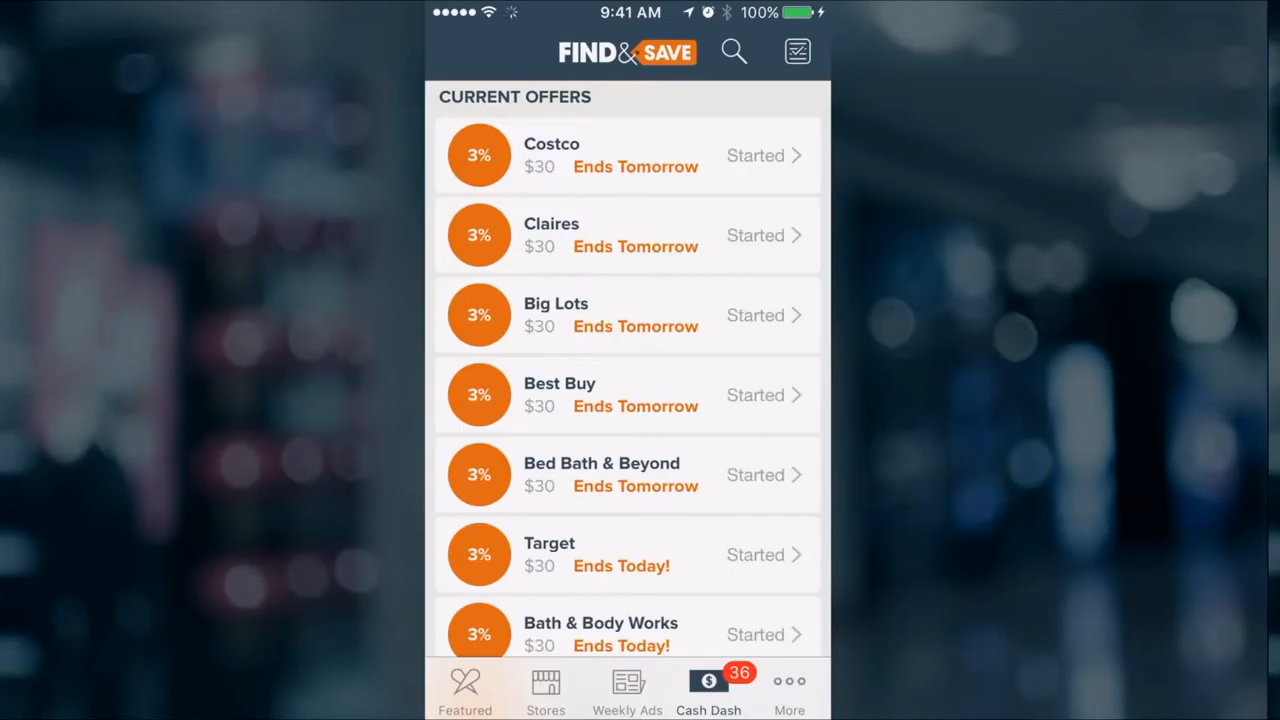 9:41 AM 100%
FIND& SAVE
CURRENT OFFERS
3% Costco
$30 Ends Tomorrow Started
3% Claires
$30 Ends Tomorrow Started
3% Big Lots
$30 Ends Tomorrow Started
3% Best Buy
$30 Ends Tomorrow Started
3% Bed Bath & Beyond
$30 Ends Tomorrow Started
3% Target
$30 Ends Today! Started
3% Bath & Body Works
$30 Ends Today! Started
36
Featured Stores Weekly Ads Cash Dash More